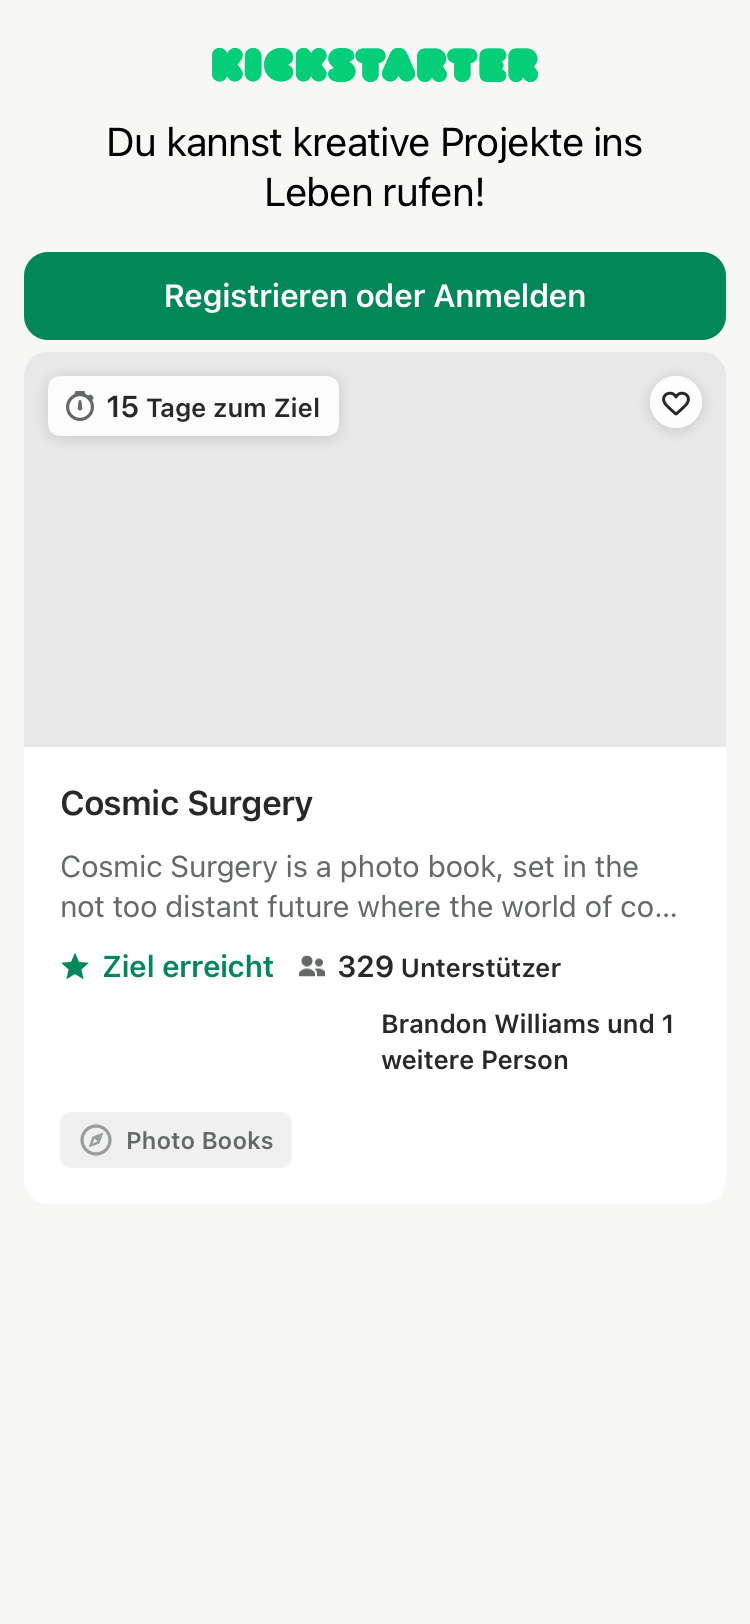 KICKSTARTER
Du kannst kreative Projekte ins
Leben rufen!
Registrieren oder Anmelden
15 Tage zum Ziel
Cosmic Surgery
Cosmic Surgery is a photo book, set in the
not too distant future where the world of co...
Ziel erreicht 329 Unterstützer
Brandon Williams und 1
weitere Person
Photo Books